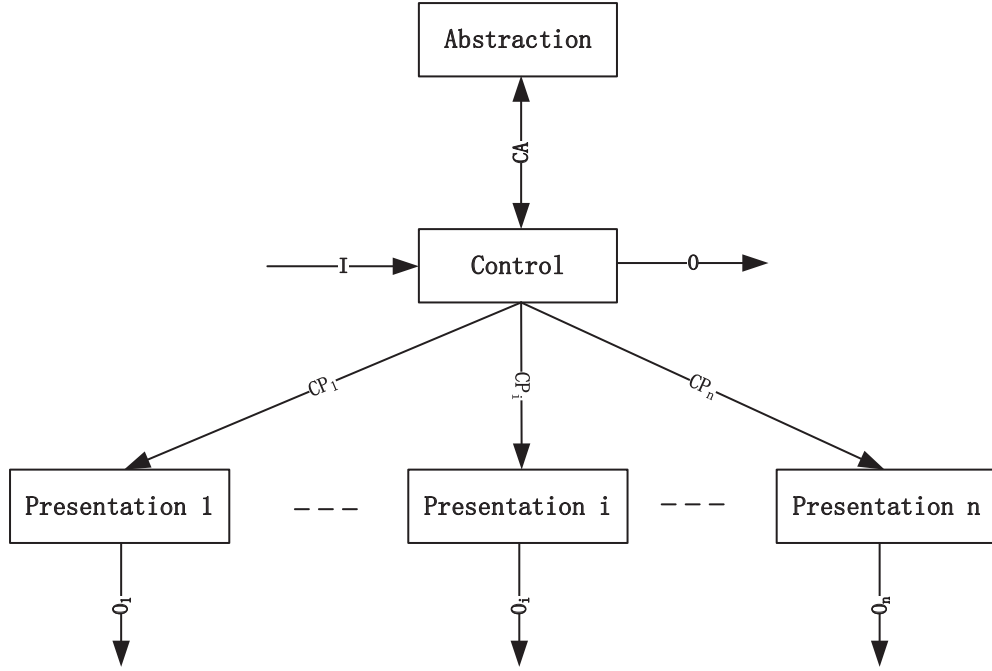 Abstraction
CA
I
Control
O
CP₁
CPᵢ
CPₙ
Presentation 1
Presentation i
Presentation n
O₁
Oᵢ
Oₙ